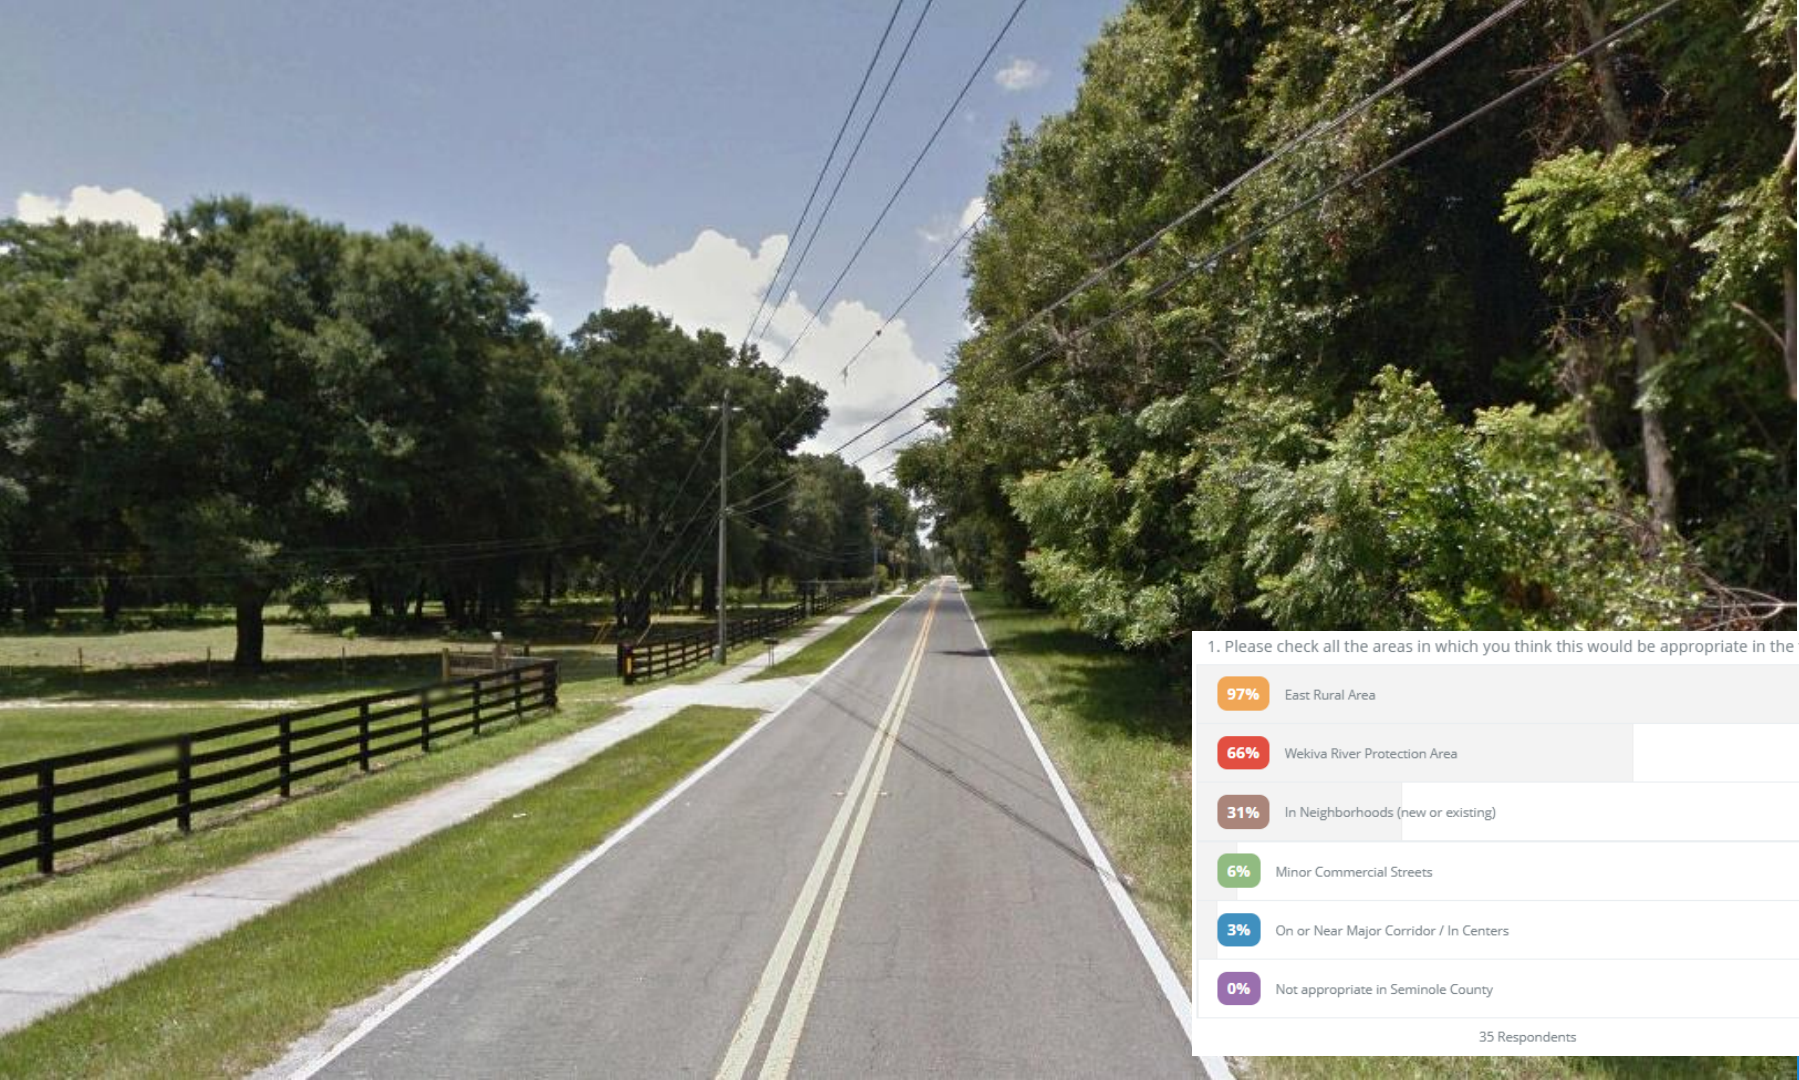 1. Please check all the areas in which you think this would be appropriate in the
97% East Rural Area
66% Wekiva River Protection Area
31% In Neighborhoods (new or existing)
6% Minor Commercial Streets
3% On or Near Major Corridor / In Centers
0% Not appropriate in Seminole County
35 Respondents